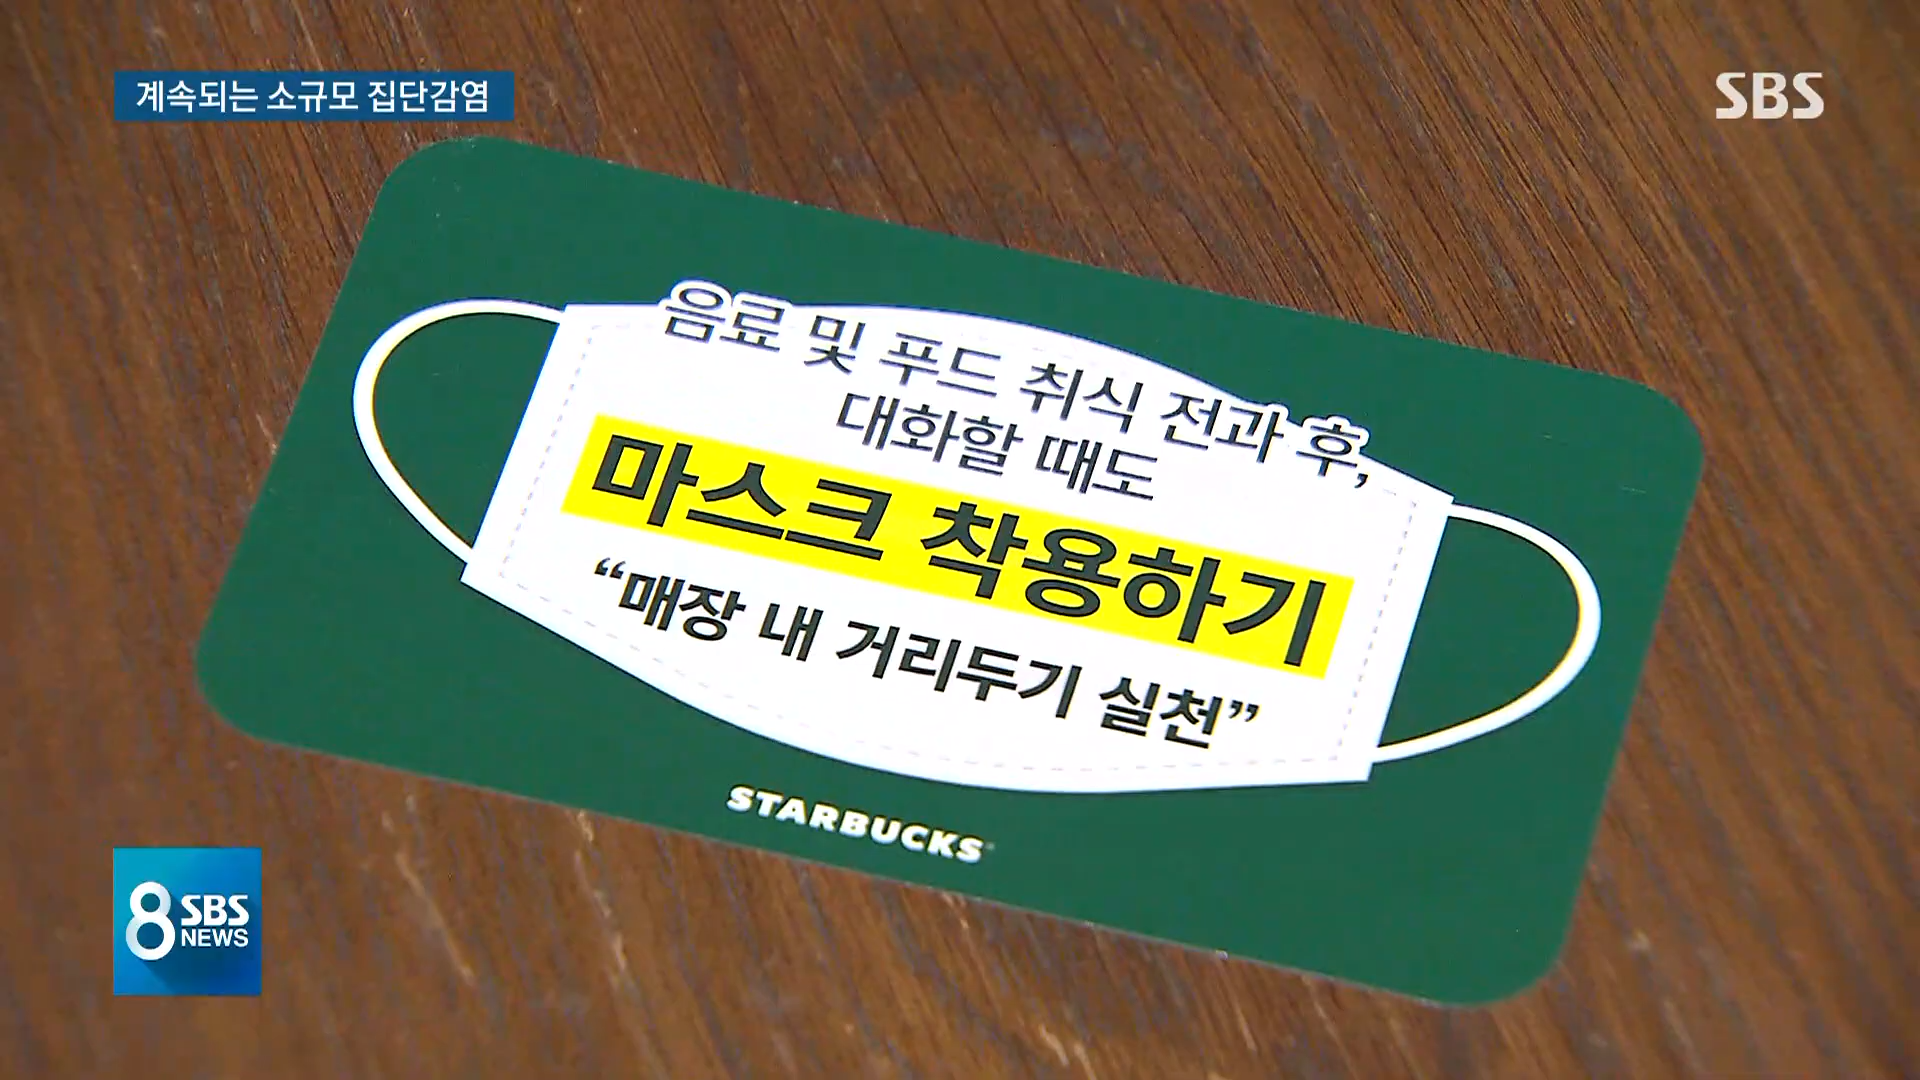 계속되는 소규모 집단감염
SBS
음료 및 푸드 취식 전과 후,
대화할 때도
마스크 착용하기
“매장 내 거리두기 실천”
STARBUCKS
8 SBS
NEWS